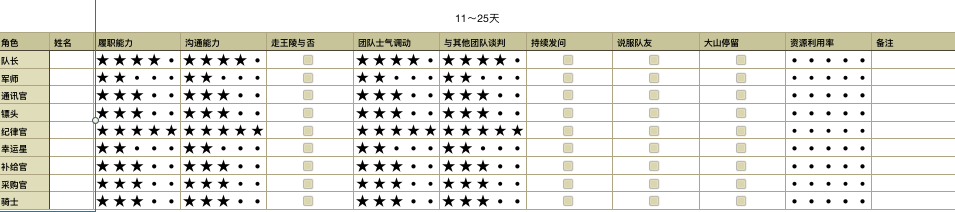 11～25天
角色 姓名 履职能力 沟通能力 走王陵与否 团队士气调动 与其他团队谈判 持续发问 说服队友 大山停留 资源利用率 备注
队长 ★★★★• ★★★★• ★★★★• ★★★★• •••••
军师 ★★••• ★★••• ★★••• ★★••• •••••
通讯官 ★★★•• ★★★•• ★★★•• ★★★•• •••••
镖头 ★★★•• ★★★•• ★★★•• ★★★•• •••••
纪律官 ★★★★★ ★★★★★ ★★★★★ ★★★★★ •••••
幸运星 ★★••• ★★••• ★★••• ★★••• •••••
补给官 ★★★•• ★★★•• ★★★•• ★★★•• •••••
采购官 ★★★•• ★★★•• ★★★•• ★★★•• •••••
骑士 ★★★•• ★★★•• ★★★•• ★★★•• •••••